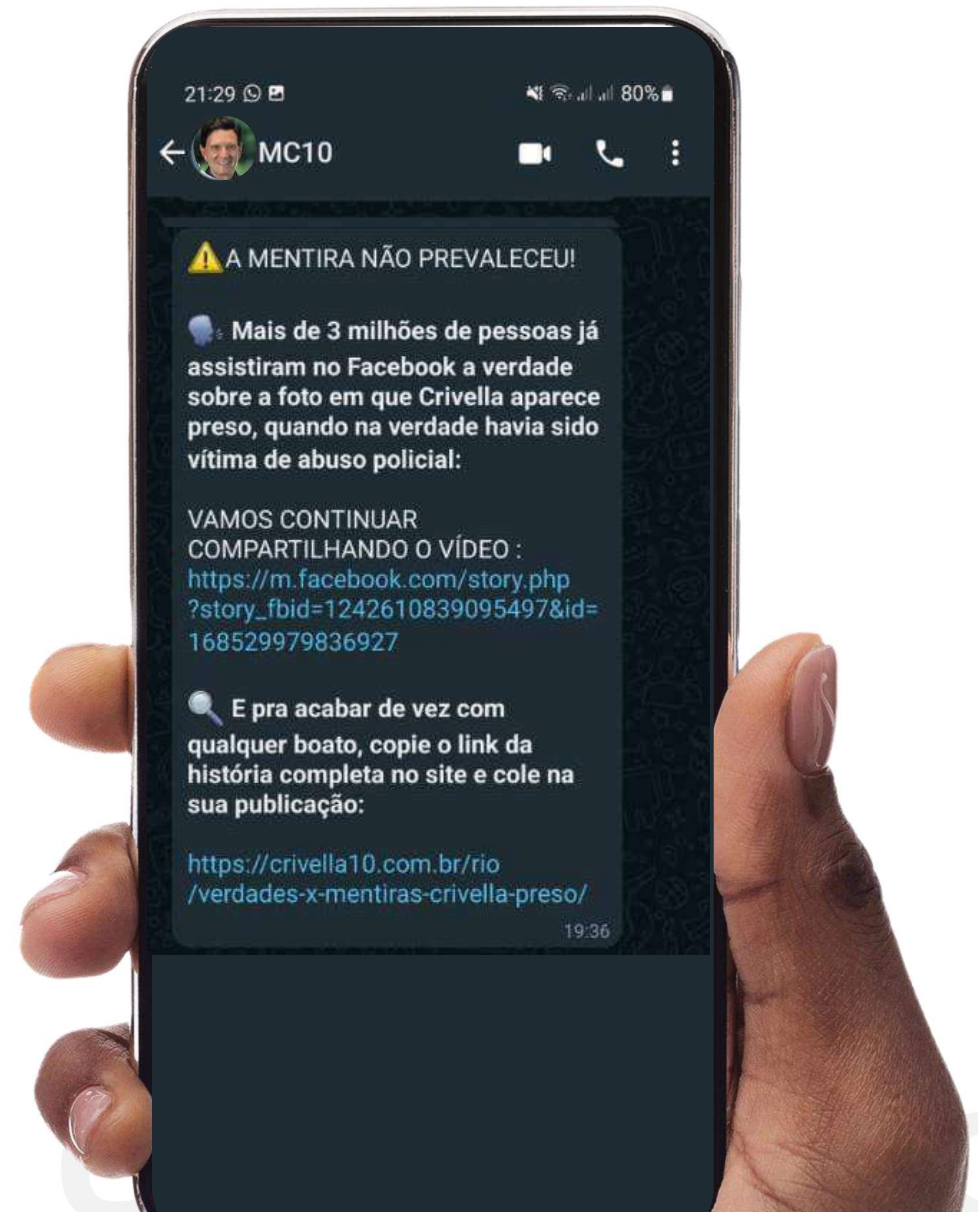 21:29 80%
MC10
⚠️A MENTIRA NÃO PREVALECEU!
🗣️ Mais de 3 milhões de pessoas já
assistiram no Facebook a verdade
sobre a foto em que Crivella aparece
preso, quando na verdade havia sido
vítima de abuso policial:
VAMOS CONTINUAR
COMPARTILHANDO O VÍDEO :
https://m.facebook.com/story.php
?story_fbid=1242610839095497&id=
168529979836927
🔍 E pra acabar de vez com
qualquer boato, copie o link da
história completa no site e cole na
sua publicação:
https://crivella10.com.br/rio
/verdades-x-mentiras-crivella-preso/
19:36